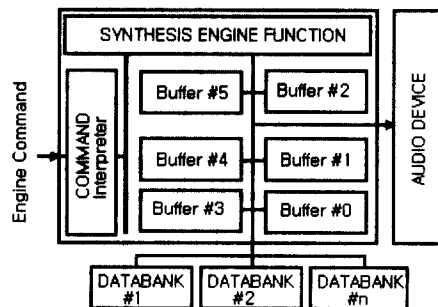 SYNTHESIS ENGINE FUNCTION
Engine Command
COMMAND
Interpreter
Buffer #5
Buffer #2
Buffer #4
Buffer #1
Buffer #3
Buffer #0
AUDIO DEVICE
DATABANK
#1
DATABANK
#2
DATABANK
#n